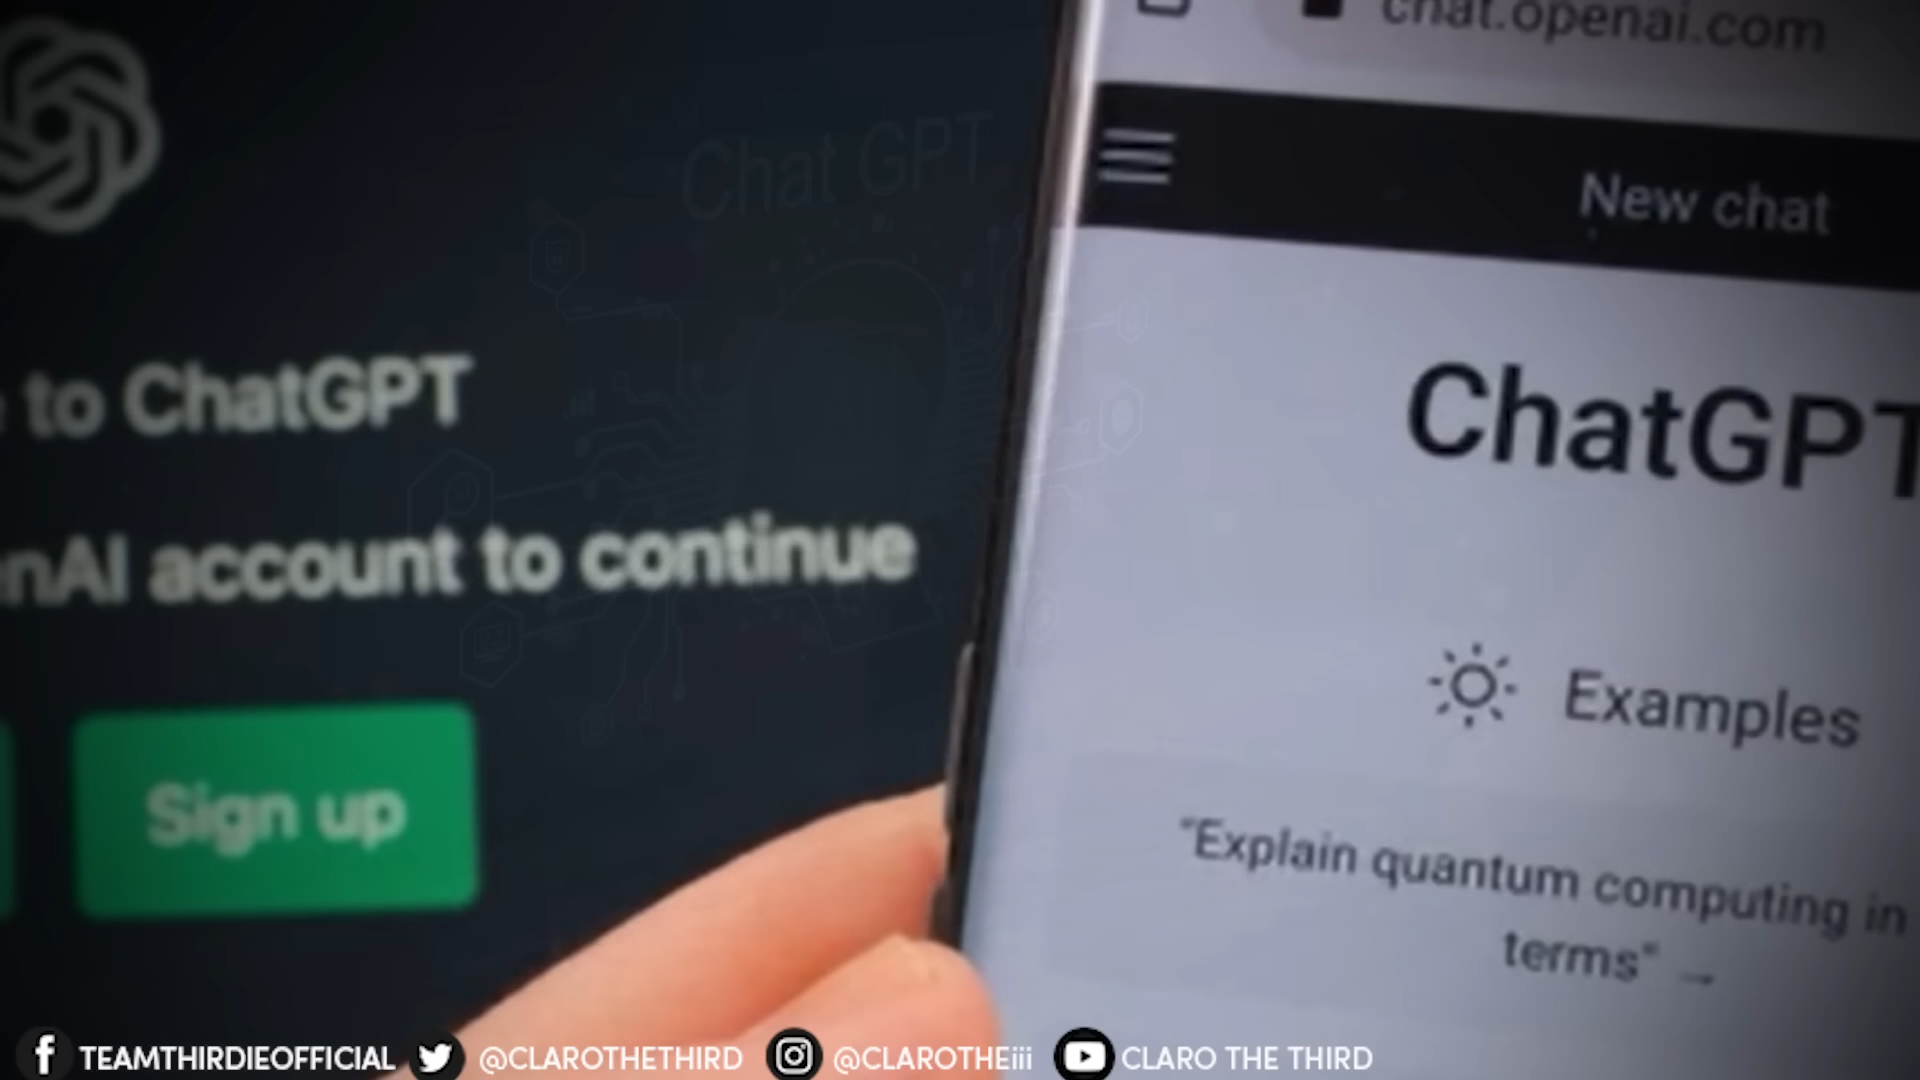 chat.openai.com
New chat
Chat GPT
to ChatGPT
nAI account to continue
Sign up
ChatGPT
Examples
"Explain quantum computing in
terms" →
TEAMTHIRDIEOFFICIAL @CLAROTHETHIRD @CLAROTHEiii CLARO THE THIRD